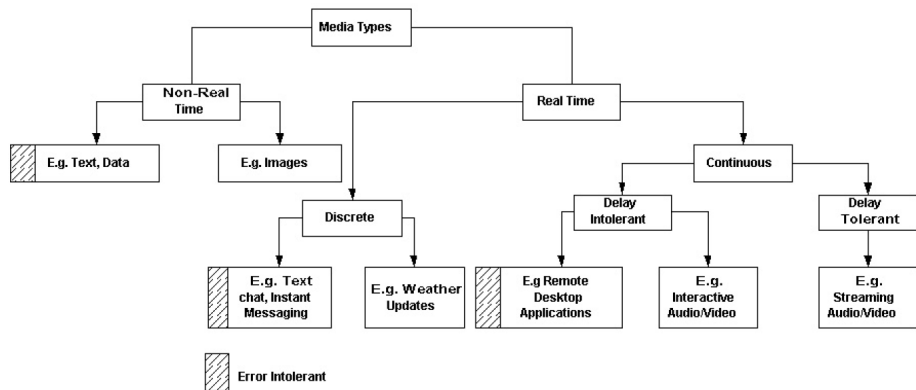 Media Types
Non-Real
Time
Real Time
E.g. Text, Data
E.g. Images
Continuous
Discrete
Delay
Intolerant
Delay
Tolerant
E.g. Text
chat, Instant
Messaging
E.g. Weather
Updates
E.g Remote
Desktop
Applications
E.g.
Interactive
Audio/Video
E.g.
Streaming
Audio/Video
Error Intolerant